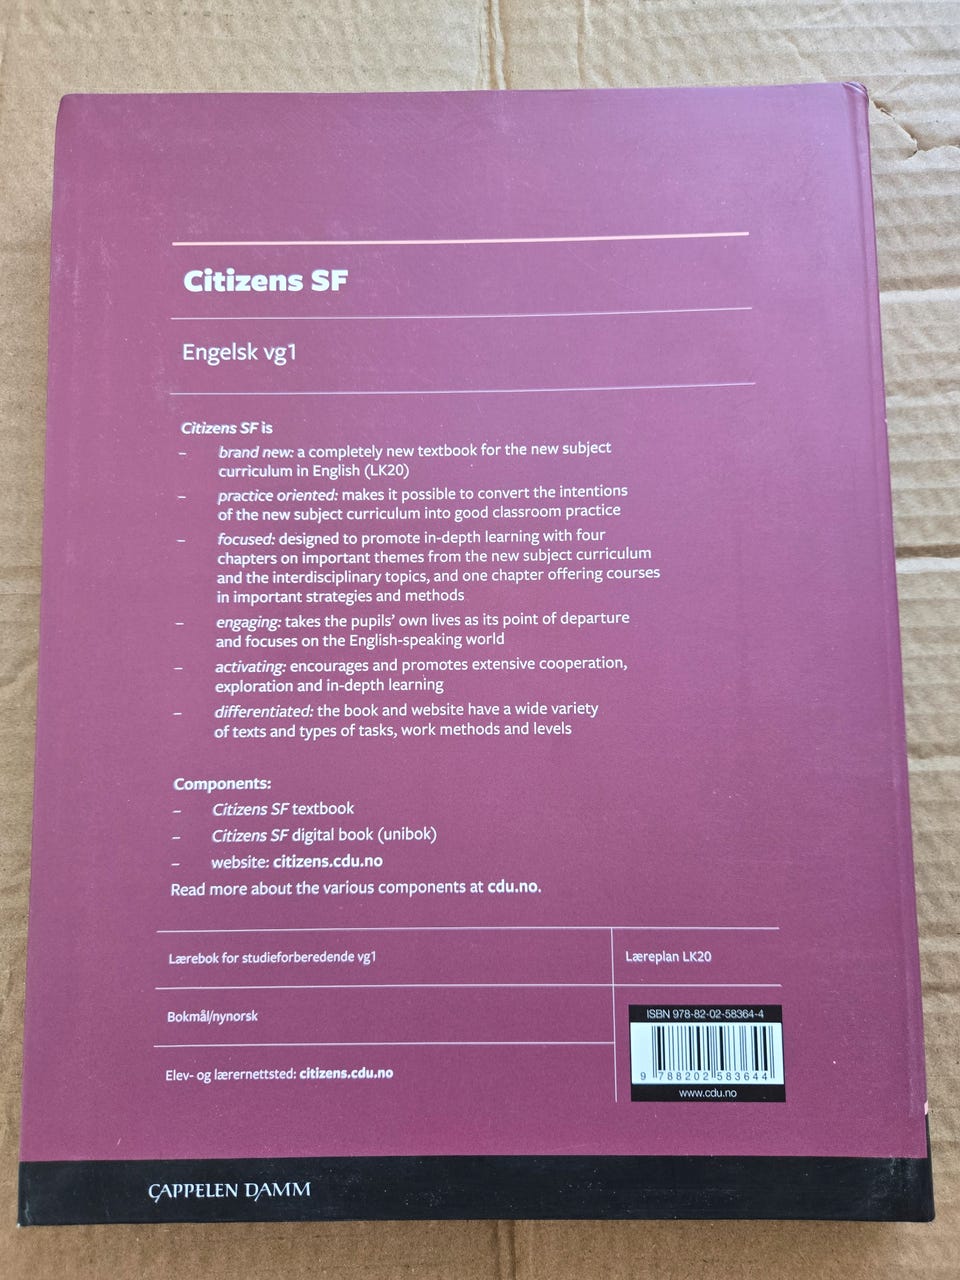 Citizens SF
Engelsk vg1
Citizens SF is
– brand new: a completely new textbook for the new subject
curriculum in English (LK20)
– practice oriented: makes it possible to convert the intentions
of the new subject curriculum into good classroom practice
– focused: designed to promote in-depth learning with four
chapters on important themes from the new subject curriculum
and the interdisciplinary topics, and one chapter offering courses
in important strategies and methods
– engaging: takes the pupils’ own lives as its point of departure
and focuses on the English-speaking world
– activating: encourages and promotes extensive cooperation,
exploration and in-depth learning
– differentiated: the book and website have a wide variety
of texts and types of tasks, work methods and levels
Components:
– Citizens SF textbook
– Citizens SF digital book (unibok)
– website: citizens.cdu.no
Read more about the various components at cdu.no.
Lærebok for studieforberedende vg1
Læreplan LK20
Bokmål/nynorsk
Elev- og lærernettsted: citizens.cdu.no
ISBN 978-82-02-58364-4
9 788202 583644
www.cdu.no
CAPPELEN DAMM